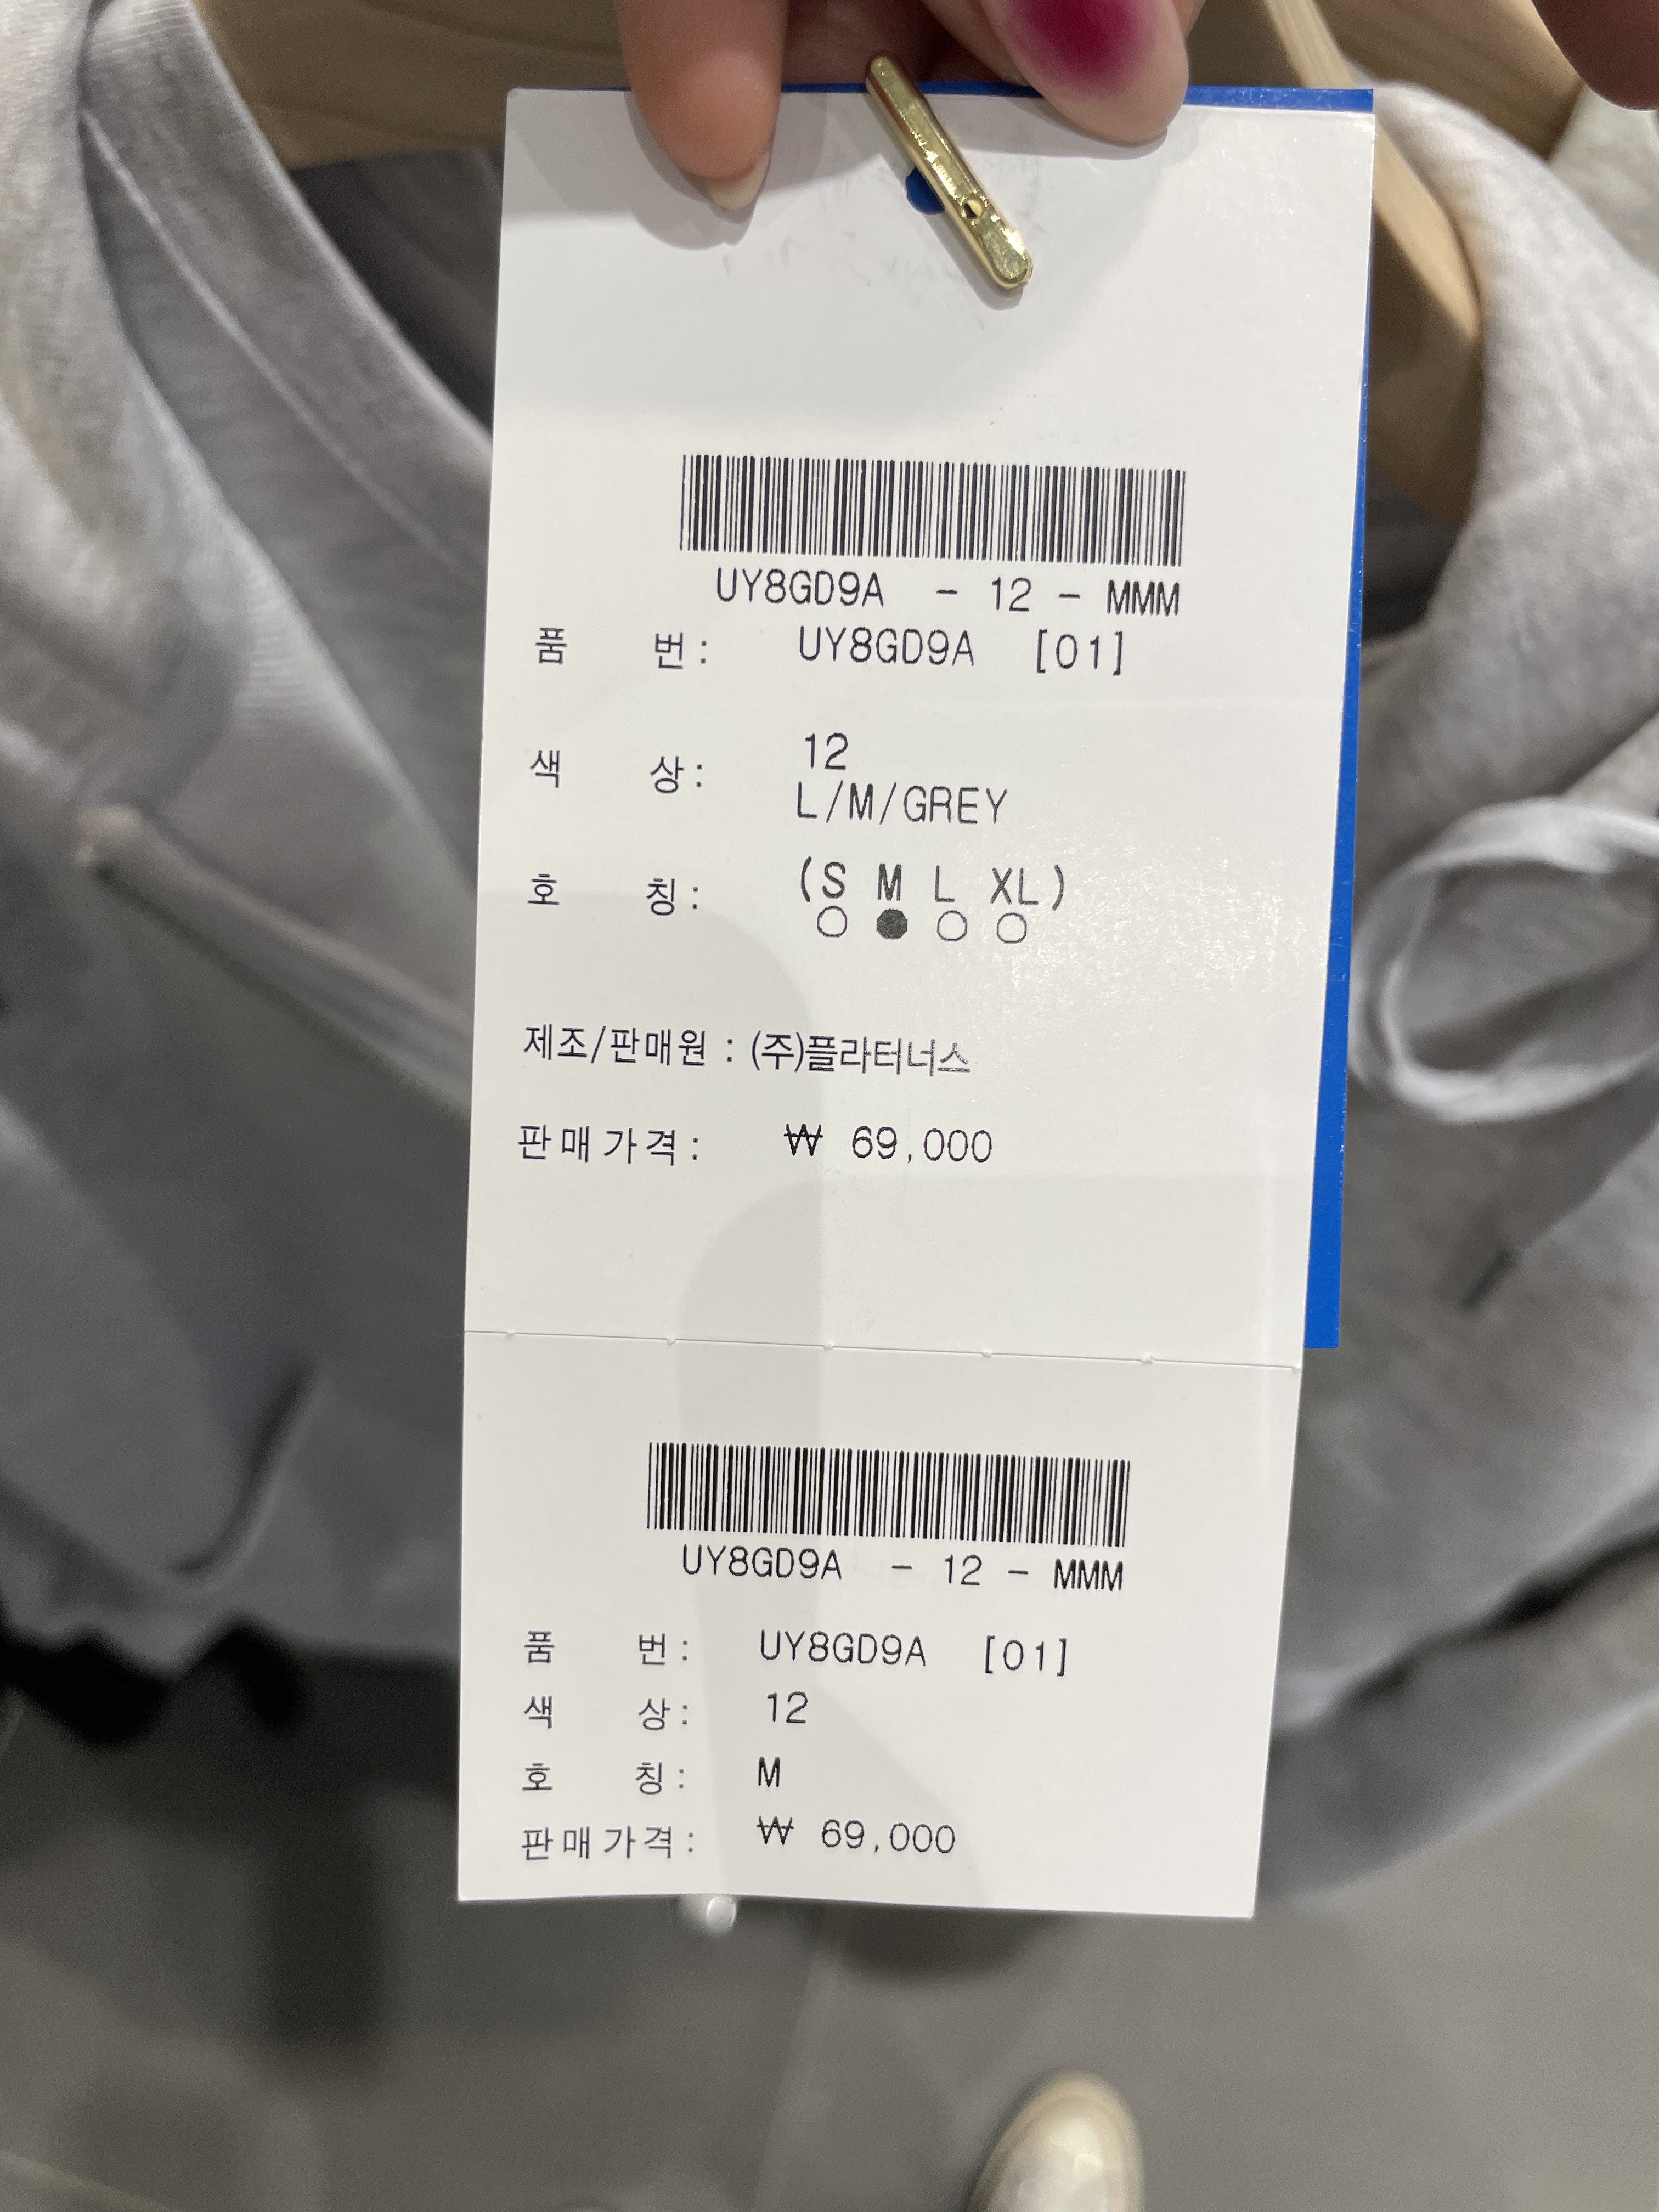 UY8GD9A - 12 - MMM
품 번 : UY8GD9A [01]
색 상 : 12
L/M/GREY
호 칭 : (S M L XL)
제조/판매원 : (주)플라터너스
판매가격 : ₩ 69,000
UY8GD9A - 12 - MMM
품 번 : UY8GD9A [01]
색 상 : 12
호 칭 : M
판매가격 : ₩ 69,000